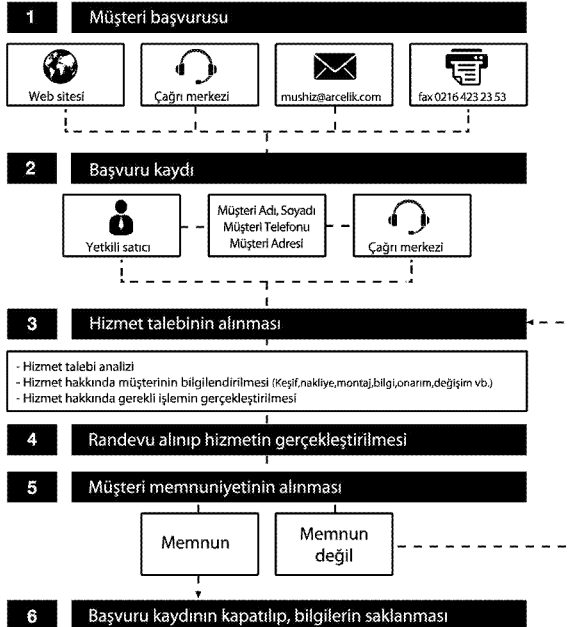 1 Müşteri başvurusu
Web sitesi
Çağrı merkezi
mushiz@arcelik.com
fax 0216 423 23 53
2 Başvuru kaydı
Yetkili satıcı
Müşteri Adı, Soyadı
Müşteri Telefonu
Müşteri Adresi
Çağrı merkezi
3 Hizmet talebinin alınması
- Hizmet talebi analizi
- Hizmet hakkında müşterinin bilgilendirilmesi (Keşif,nakliye,montaj,bilgi,onarım,değişim vb.)
- Hizmet hakkında gerekli işlemin gerçekleştirilmesi
4 Randevu alınıp hizmetin gerçekleştirilmesi
5 Müşteri memnuniyetinin alınması
Memnun
Memnun
değil
6 Başvuru kaydının kapatılıp, bilgilerin saklanması